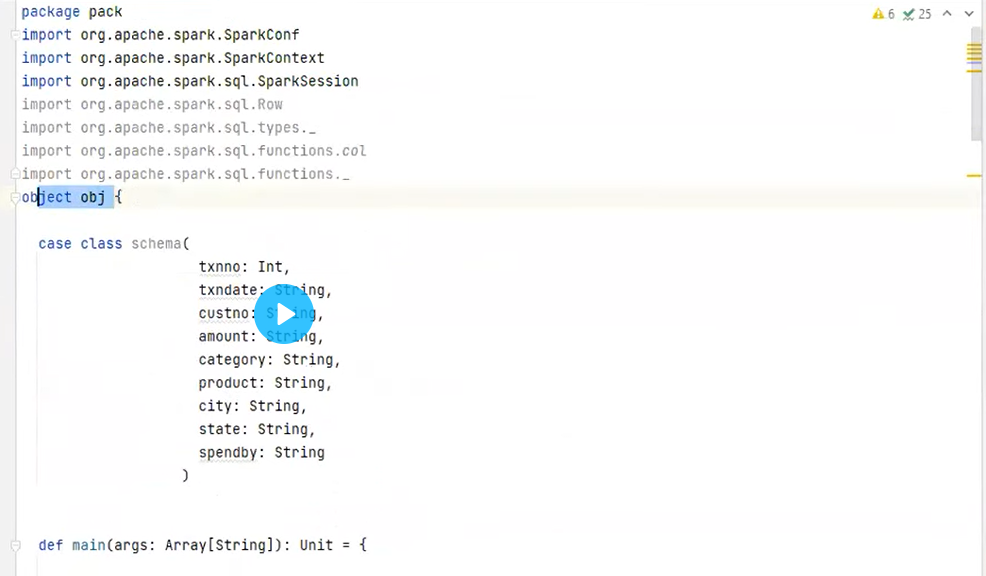 package pack
6 25
import org.apache.spark.SparkConf
import org.apache.spark.SparkContext
import org.apache.spark.sql.SparkSession
import org.apache.spark.sql.Row
import org.apache.spark.sql.types._
import org.apache.spark.sql.functions.col
import org.apache.spark.sql.functions._
object obj {
case class schema(
txnno: Int,
txndate: String,
custno: String,
amount: String,
category: String,
product: String,
city: String,
state: String,
spendby: String
)
def main(args: Array[String]): Unit = {